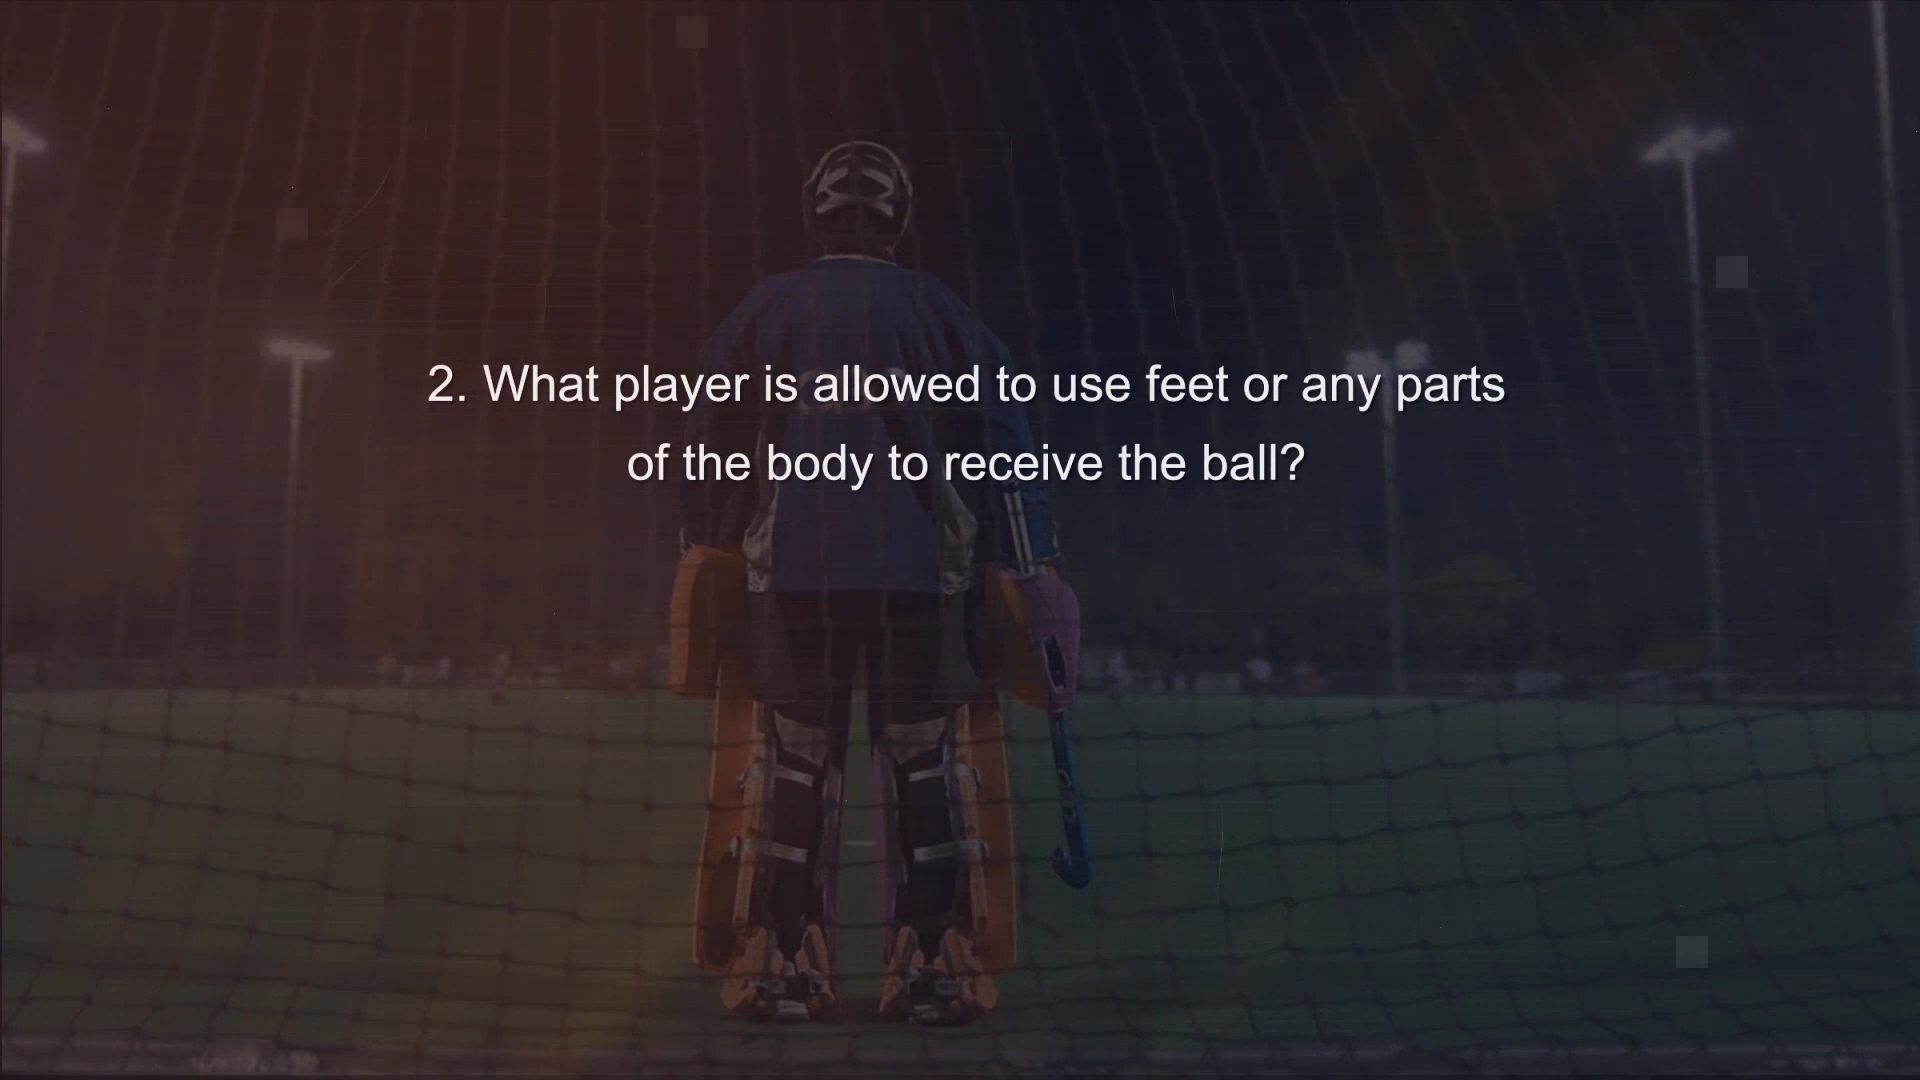 2. What player is allowed to use feet or any parts
of the body to receive the ball?